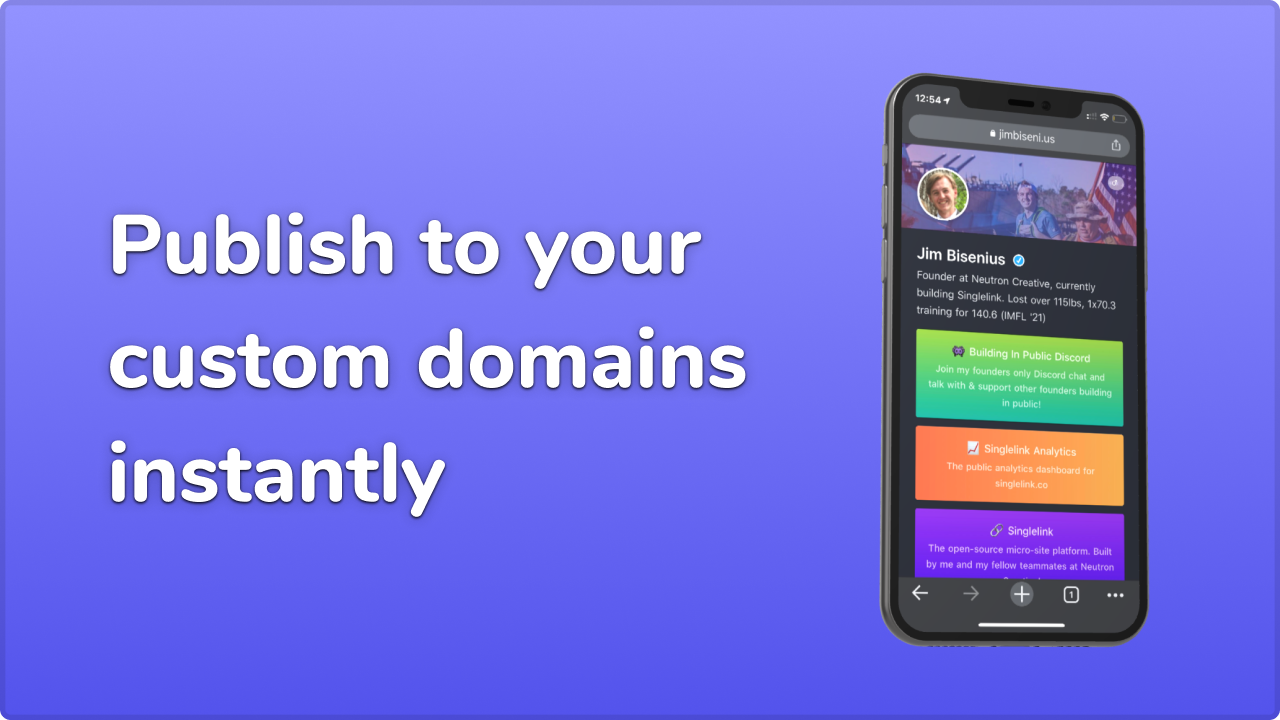 Publish to your
custom domains
instantly
12:54
jimbiseni.us
Jim Bisenius
Founder at Neutron Creative, currently
building Singlelink. Lost over 115lbs, 1x70.3
training for 140.6 (IMFL '21)
Building In Public Discord
Join my founders only Discord chat and
talk with & support other founders building
in public!
Singlelink Analytics
The public analytics dashboard for
singlelink.co
Singlelink
The open-source micro-site platform. Built
by me and my fellow teammates at Neutron
1